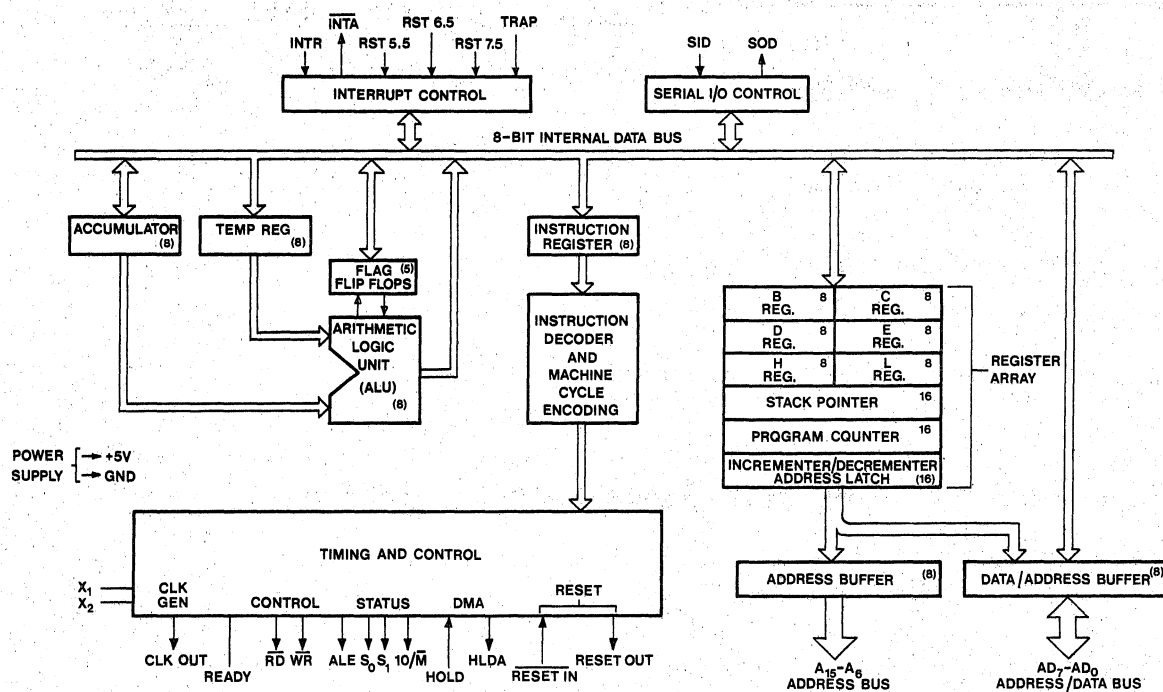 INTR
INTA
RST 5.5
RST 6.5
RST 7.5
TRAP
SID
SOD
INTERRUPT CONTROL
SERIAL I/O CONTROL
8-BIT INTERNAL DATA BUS
ACCUMULATOR
(8)
TEMP REG
(8)
FLAG (5)
FLIP FLOPS
ARITHMETIC
LOGIC
UNIT
(ALU)
(8)
INSTRUCTION
REGISTER (8)
INSTRUCTION
DECODER
AND
MACHINE
CYCLE
ENCODING
B 8
REG.
C 8
REG.
D 8
REG.
E 8
REG.
H 8
REG.
L 8
REG.
STACK POINTER 16
PROGRAM COUNTER 16
INCREMENTER/DECREMENTER
ADDRESS LATCH (16)
REGISTER
ARRAY
POWER
SUPPLY
+5V
GND
TIMING AND CONTROL
X1
X2
CLK
GEN
CONTROL
STATUS
DMA
RESET
CLK OUT
READY
RD
WR
ALE
S0
S1
10/M
HOLD
HLDA
RESET IN
RESET OUT
ADDRESS BUFFER (8)
DATA/ADDRESS BUFFER (8)
A15-A6
ADDRESS BUS
AD7-AD0
ADDRESS/DATA BUS